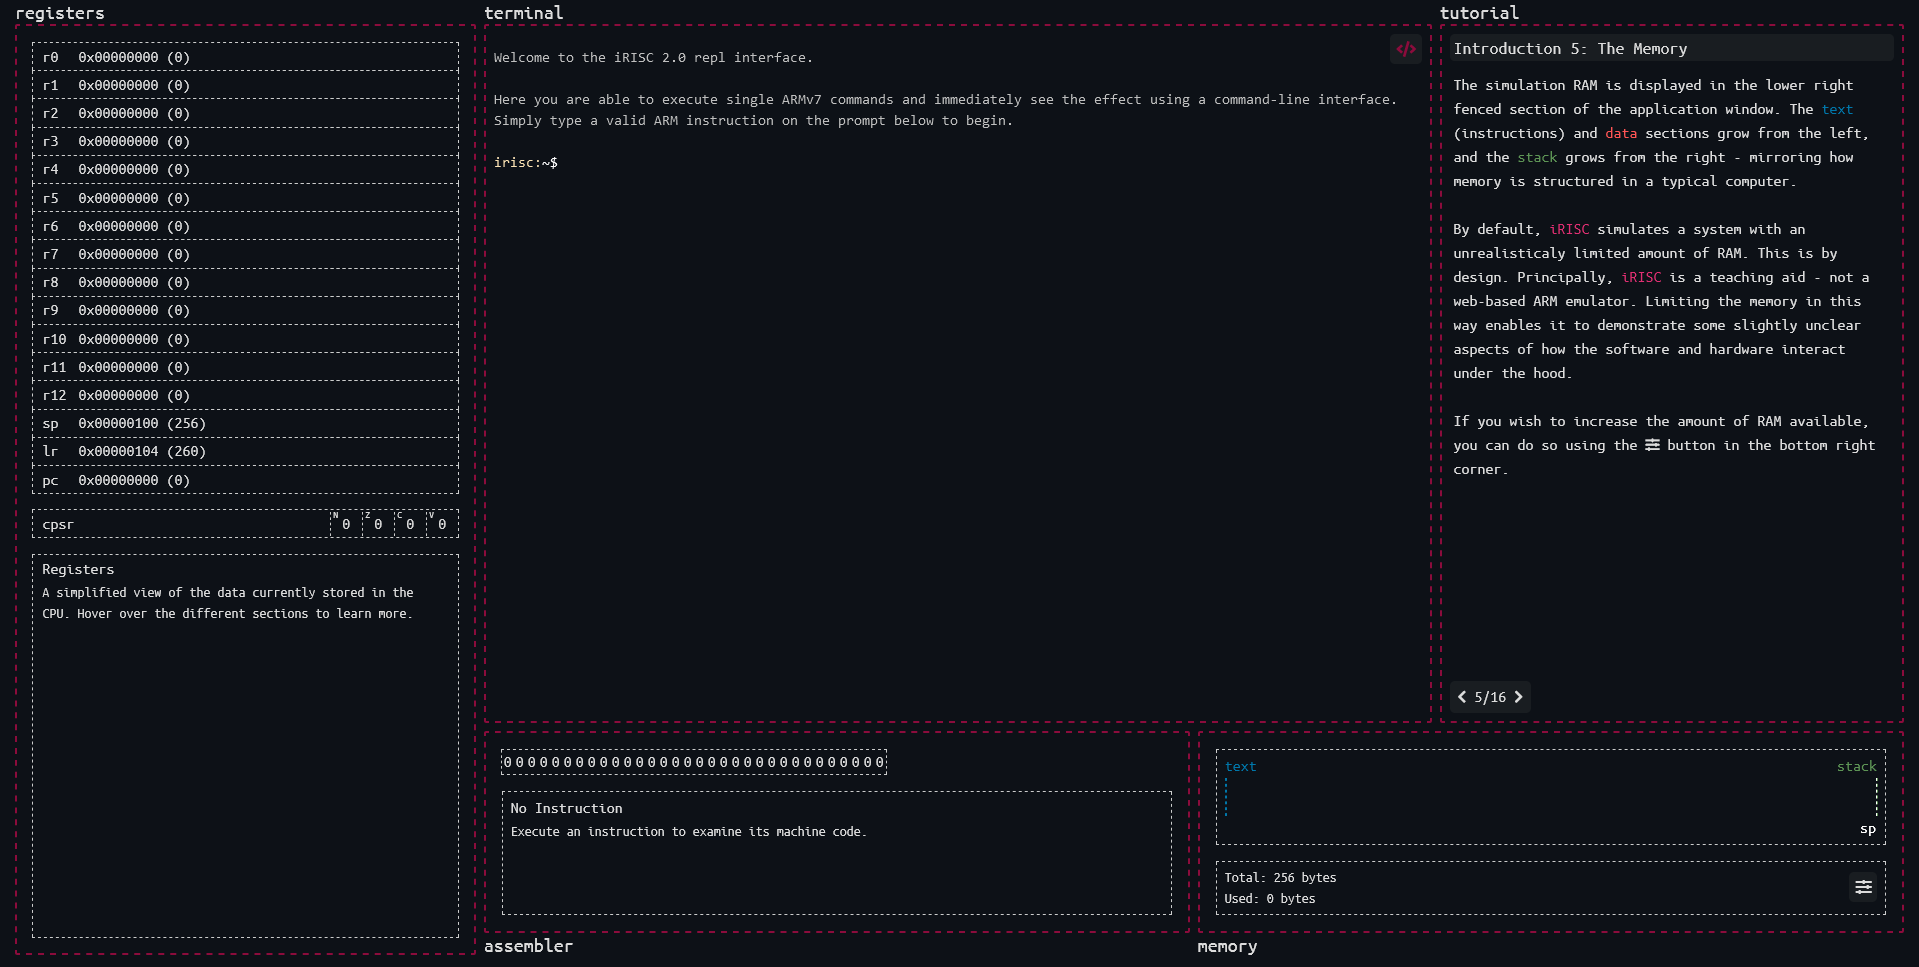 registers
r0 0x00000000 (0)
r1 0x00000000 (0)
r2 0x00000000 (0)
r3 0x00000000 (0)
r4 0x00000000 (0)
r5 0x00000000 (0)
r6 0x00000000 (0)
r7 0x00000000 (0)
r8 0x00000000 (0)
r9 0x00000000 (0)
r10 0x00000000 (0)
r11 0x00000000 (0)
r12 0x00000000 (0)
sp 0x00000100 (256)
lr 0x00000104 (260)
pc 0x00000000 (0)
cpsr N 0 Z 0 C 0 V 0
Registers
A simplified view of the data currently stored in the
CPU. Hover over the different sections to learn more.
terminal
</>
Welcome to the iRISC 2.0 repl interface.
Here you are able to execute single ARMv7 commands and immediately see the effect using a command-line interface.
Simply type a valid ARM instruction on the prompt below to begin.
irisc:~$
tutorial
Introduction 5: The Memory
The simulation RAM is displayed in the lower right
fenced section of the application window. The text
(instructions) and data sections grow from the left,
and the stack grows from the right - mirroring how
memory is structured in a typical computer.
By default, iRISC simulates a system with an
unrealisticaly limited amount of RAM. This is by
design. Principally, iRISC is a teaching aid - not a
web-based ARM emulator. Limiting the memory in this
way enables it to demonstrate some slightly unclear
aspects of how the software and hardware interact
under the hood.
If you wish to increase the amount of RAM available,
you can do so using the button in the bottom right
corner.
5/16
00000000000000000000000000000000
No Instruction
Execute an instruction to examine its machine code.
assembler
text stack
sp
Total: 256 bytes
Used: 0 bytes
memory